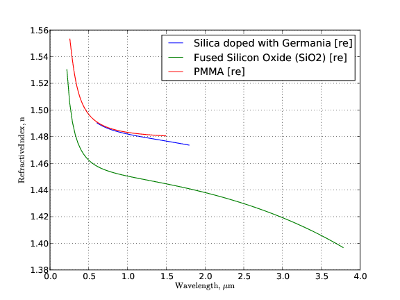 1.56
1.54
1.52
1.50
1.48
1.46
1.44
1.42
1.40
1.38
RefractiveIndex, n
Silica doped with Germania [re]
Fused Silicon Oxide (SiO2) [re]
PMMA [re]
0.0 0.5 1.0 1.5 2.0 2.5 3.0 3.5 4.0
Wavelength, μm